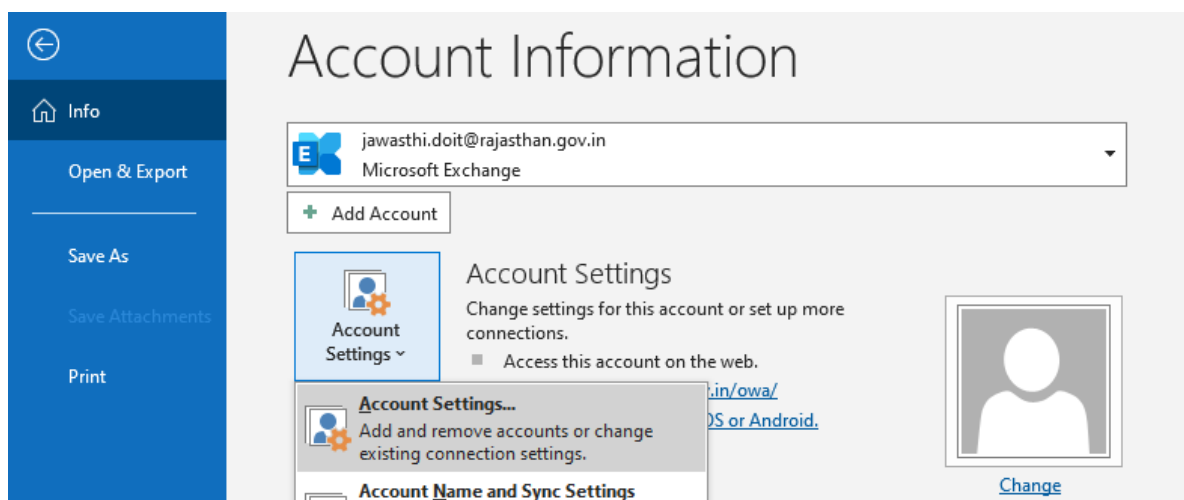 Account Information
Info
jawasthi.doit@rajasthan.gov.in
Microsoft Exchange
Open & Export
Add Account
Save As
Account Settings
Change settings for this account or set up more
connections.
Save Attachments
Account
Settings
Access this account on the web.
Print
.in/owa/
OS or Android.
Account Settings...
Add and remove accounts or change
existing connection settings.
Account Name and Sync Settings
Change